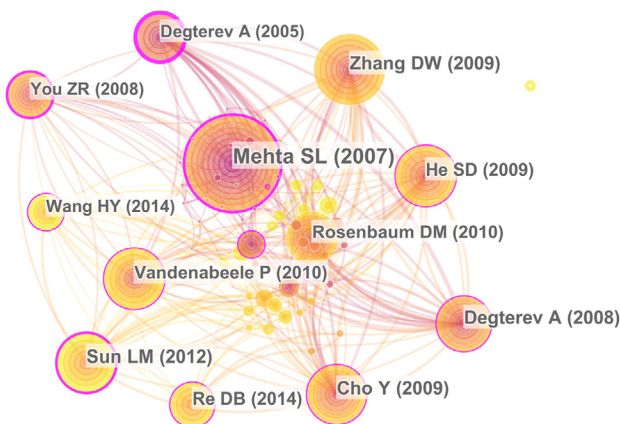 Degterev A (2005)
Zhang DW (2009)
You ZR (2008)
Mehta SL (2007)
He SD (2009)
Wang HY (2014)
Rosenbaum DM (2010)
Vandenabeele P (2010)
Degterev A (2008)
Sun LM (2012)
Cho Y (2009)
Re DB (2014)